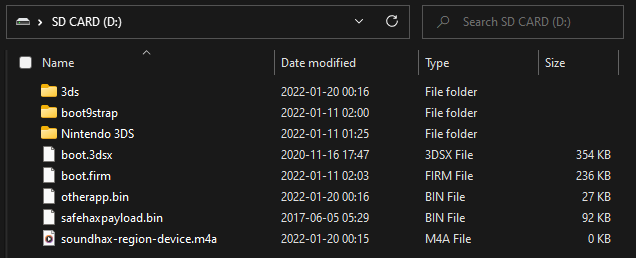 SD CARD (D:)
Search SD CARD (D:)
Name Date modified Type Size
3ds 2022-01-20 00:16 File folder
boot9strap 2022-01-11 02:00 File folder
Nintendo 3DS 2022-01-11 01:25 File folder
boot.3dsx 2020-11-16 17:47 3DSX File 354 KB
boot.firm 2022-01-11 02:03 FIRM File 236 KB
otherapp.bin 2022-01-20 00:16 BIN File 27 KB
safehaxpayload.bin 2017-06-05 05:29 BIN File 92 KB
soundhax-region-device.m4a 2022-01-20 00:15 M4A File 0 KB